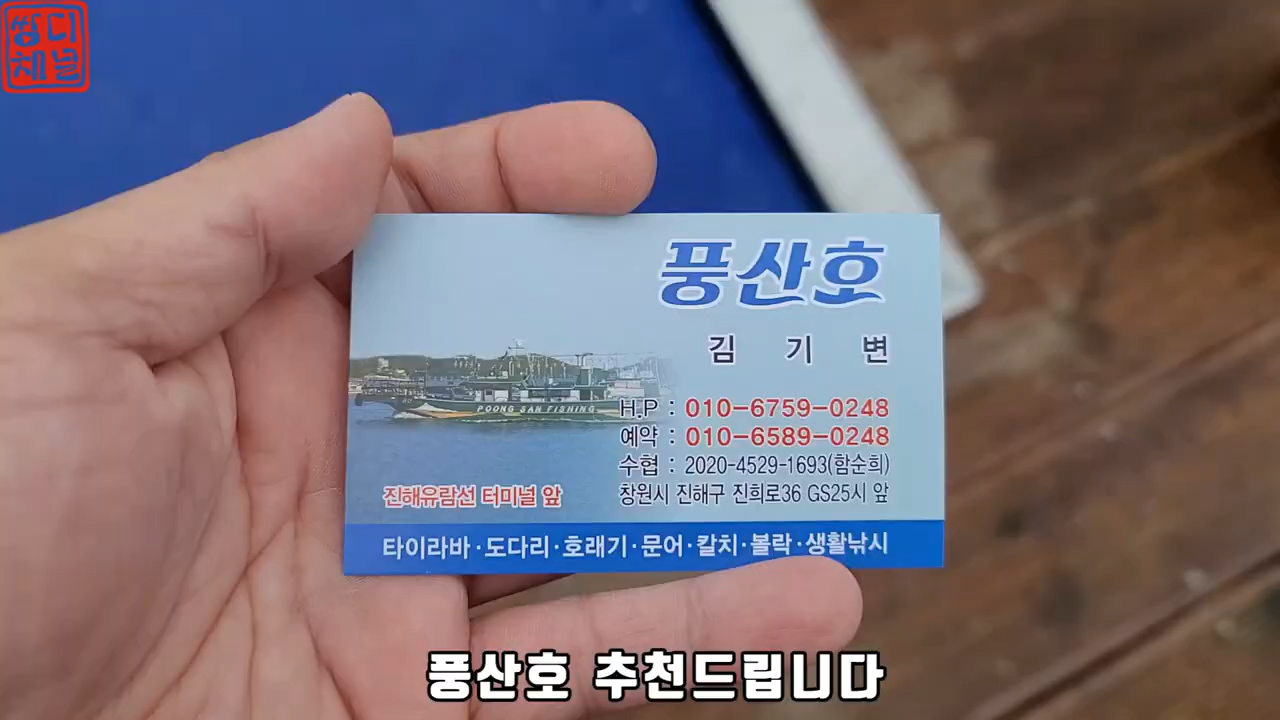 쌍디
채널
풍산호
김 기 변
POONG SAN FISHING
H.P : 010-6759-0248
예약 : 010-6589-0248
수협 : 2020-4529-1693(함순희)
진해유람선 터미널 앞
창원시 진해구 진희로36 GS25시 앞
타이라바·도다리·호래기·문어·칼치·볼락·생활낚시
풍산호 추천드립니다